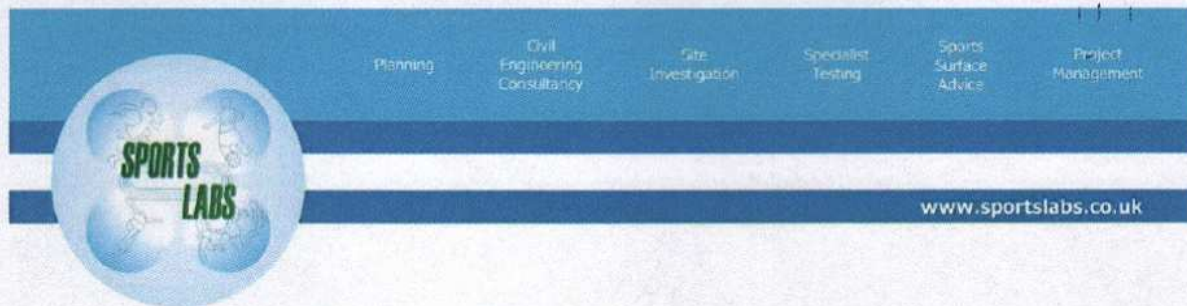 Planning
Civil
Engineering
Consultancy
Site
Investigation
Specialist
Testing
Sports
Surface
Advice
Project
Management
SPORTS
LABS
www.sportslabs.co.uk